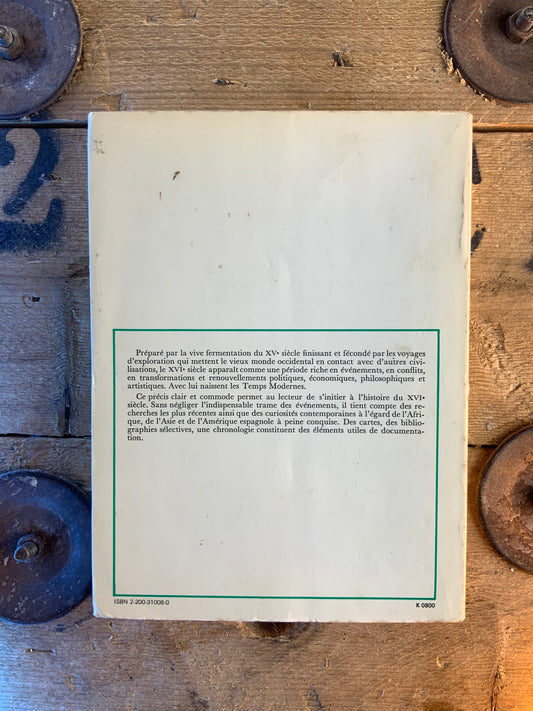 2
Préparé par la vive fermentation du XVe siècle finissant et fécondé par les voyages
d'exploration qui mettent le vieux monde occidental en contact avec d'autres civi-
lisations, le XVIe siècle apparaît comme une période riche en événements, en conflits,
en transformations et renouvellements politiques, économiques, philosophiques et
artistiques. Avec lui naissent les Temps Modernes.
Ce précis clair et commode permet au lecteur de s'initier à l'histoire du XVIe
siècle. Sans négliger l'indispensable trame des événements, il tient compte des re-
cherches les plus récentes ainsi que des curiosités contemporaines à l'égard de l'Afri-
que, de l'Asie et de l'Amérique espagnole à peine conquise. Des cartes, des biblio-
graphies sélectives, une chronologie constituent des éléments utiles de documenta-
tion.
ISBN 2-200-31008-0
K 0800